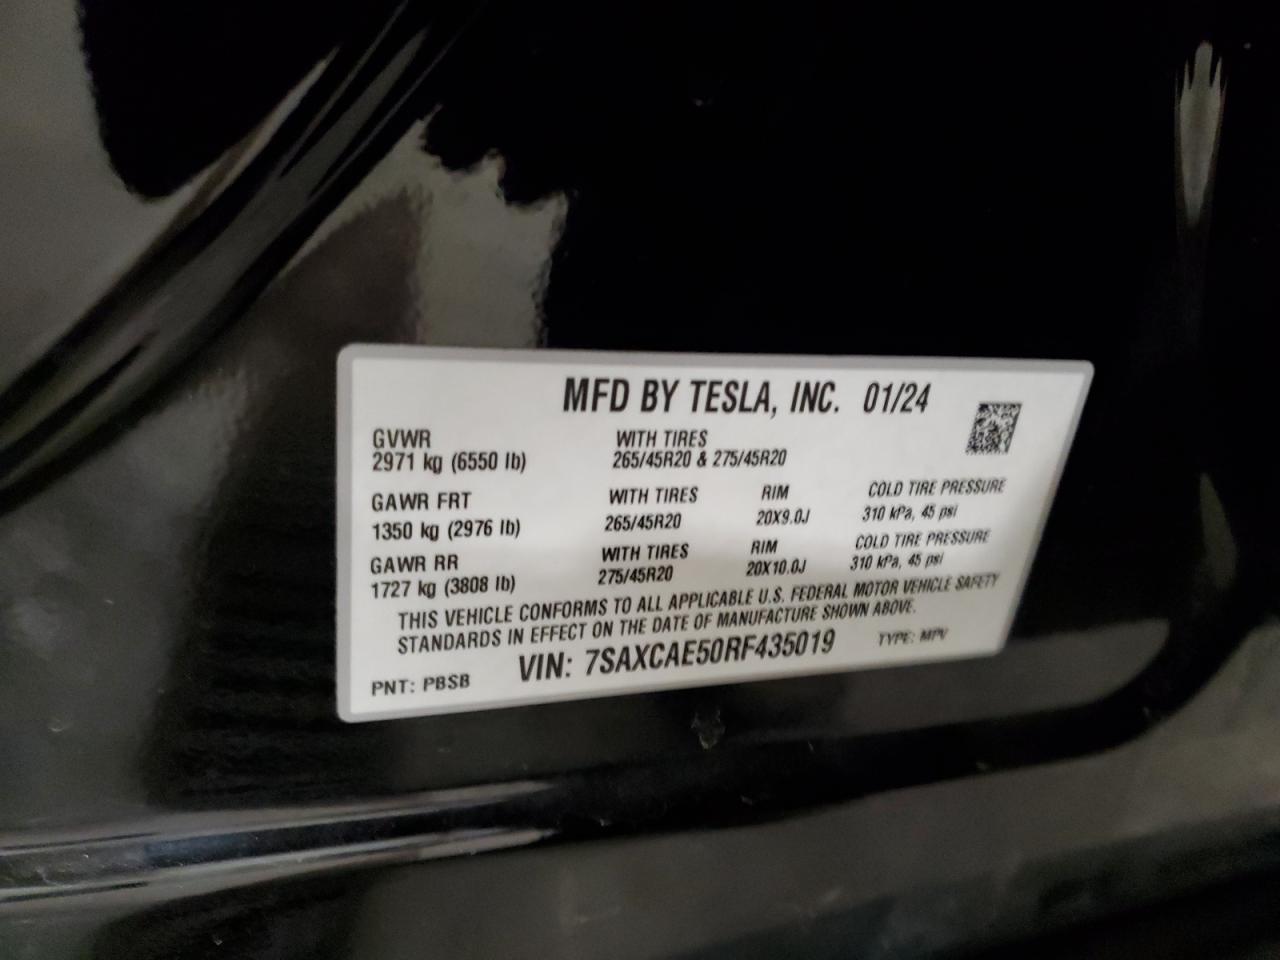 MFD BY TESLA, INC. 01/24
GVWR WITH TIRES
2971 kg (6550 lb) 265/45R20 & 275/45R20
GAWR FRT WITH TIRES RIM COLD TIRE PRESSURE
1350 kg (2976 lb) 265/45R20 20X9.0J 310 kPa, 45 psi
GAWR RR WITH TIRES RIM COLD TIRE PRESSURE
1727 kg (3808 lb) 275/45R20 20X10.0J 310 kPa, 45 psi
THIS VEHICLE CONFORMS TO ALL APPLICABLE U.S. FEDERAL MOTOR VEHICLE SAFETY
STANDARDS IN EFFECT ON THE DATE OF MANUFACTURE SHOWN ABOVE.
PNT: PBSB VIN: 7SAXCAE50RF435019 TYPE: MPV